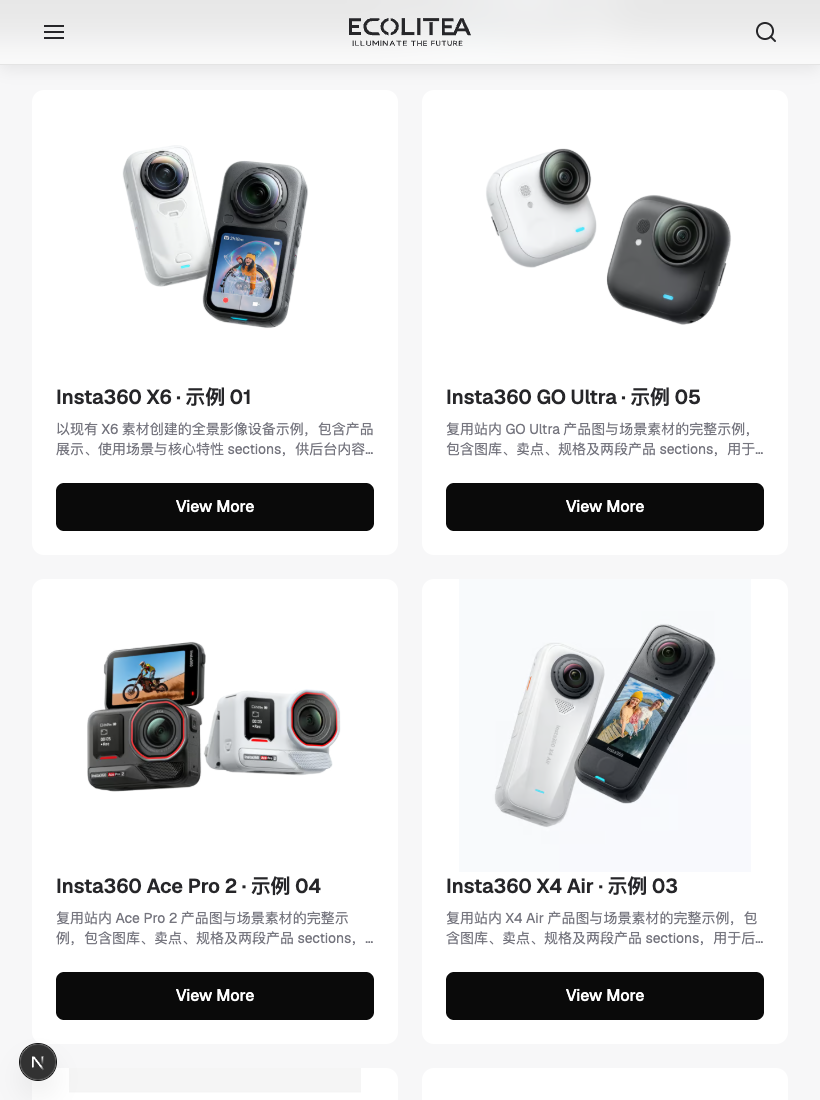 ECOLITEA
ILLUMINATE THE FUTURE
Insta360 X6 · 示例 01
以现有 X6 素材创建的全景影像设备示例，包含产品
展示、使用场景与核心特性 sections，供后台内容...
View More
Insta360 GO Ultra · 示例 05
复用站内 GO Ultra 产品图与场景素材的完整示例，
包含图库、卖点、规格及两段产品 sections，用于...
View More
Insta360 Ace Pro 2 · 示例 04
复用站内 Ace Pro 2 产品图与场景素材的完整示
例，包含图库、卖点、规格及两段产品 sections，...
View More
Insta360 X4 Air · 示例 03
复用站内 X4 Air 产品图与场景素材的完整示例，包
含图库、卖点、规格及两段产品 sections，用于后...
View More
N